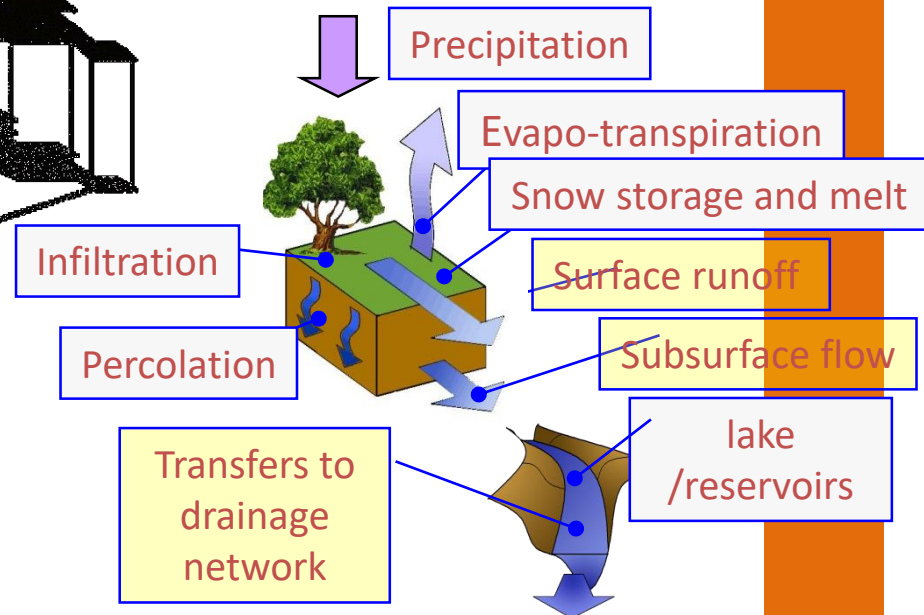 Precipitation
Evapo-transpiration
Snow storage and melt
Infiltration
Surface runoff
Percolation
Subsurface flow
lake
/reservoirs
Transfers to
drainage
network